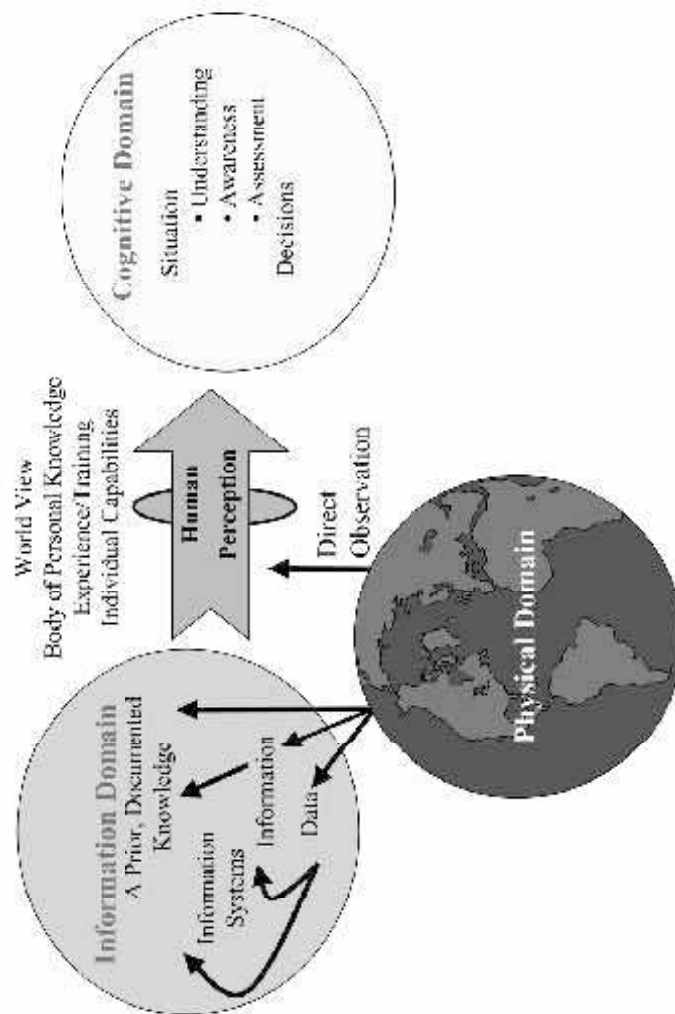 World View
Body of Personal Knowledge
Experience/Training
Individual Capabilities
Information Domain
A Prior, Documented
Knowledge
Information
Systems
Information
Data
Human
Perception
Direct
Observation
Cognitive Domain
Situation
• Understanding
• Awareness
• Assessment
Decisions
Physical Domain